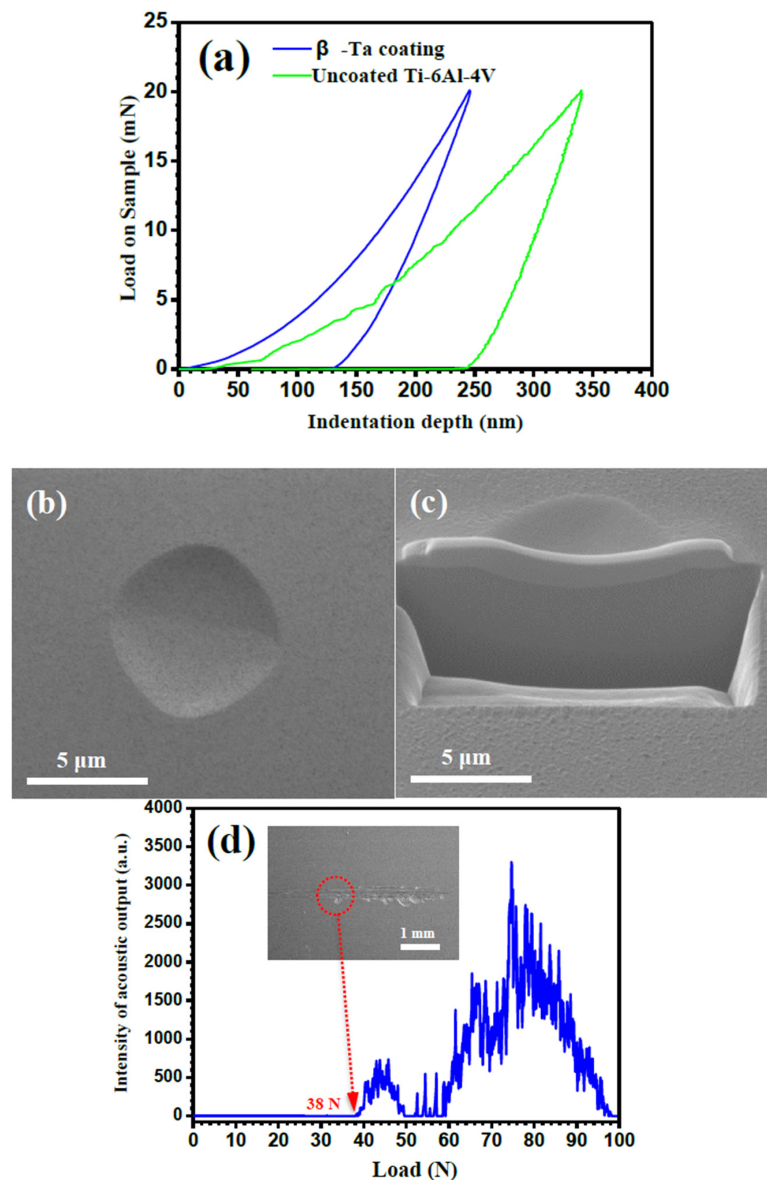 (a)
β -Ta coating
Uncoated Ti-6Al-4V
25
20
15
10
5
0
Load on Sample (mN)
0 50 100 150 200 250 300 350 400
Indentation depth (nm)
(b)
5 μm
(c)
5 μm
(d)
4000
3500
3000
2500
2000
1500
1000
500
0
Intensity of acoustic output (a.u.)
1 mm
38 N
0 10 20 30 40 50 60 70 80 90 100
Load (N)